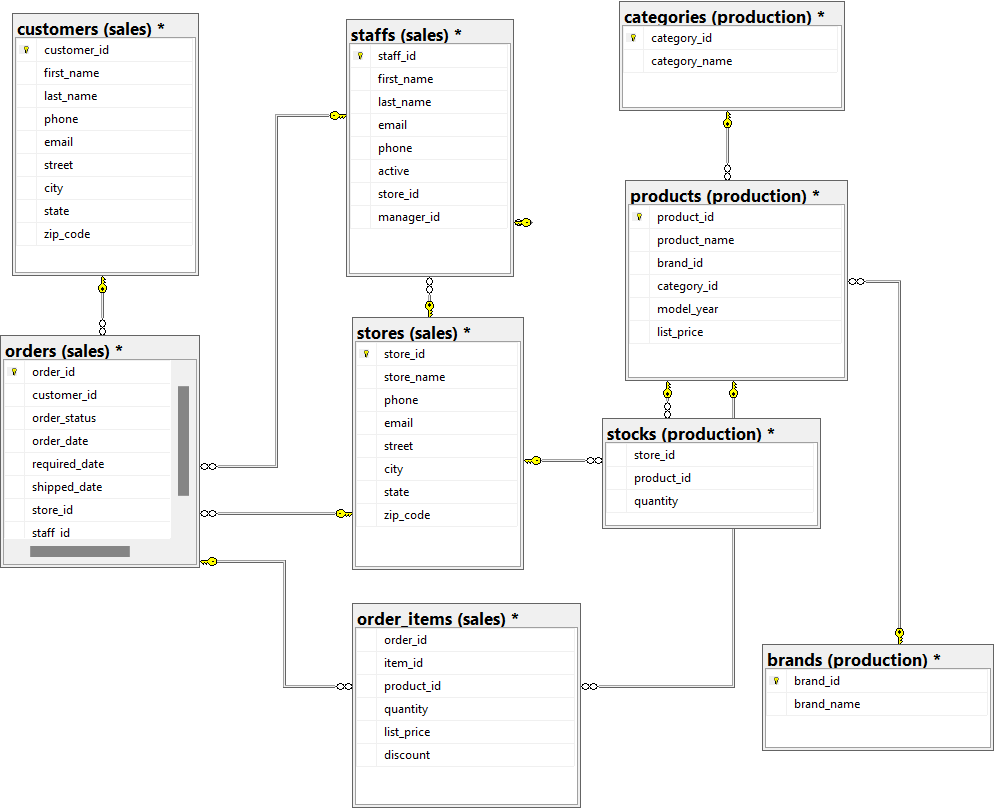 customers (sales) *
customer_id
first_name
last_name
phone
email
street
city
state
zip_code
staffs (sales) *
staff_id
first_name
last_name
email
phone
active
store_id
manager_id
categories (production) *
category_id
category_name
products (production) *
product_id
product_name
brand_id
category_id
model_year
list_price
orders (sales) *
order_id
customer_id
order_status
order_date
required_date
shipped_date
store_id
staff_id
stores (sales) *
store_id
store_name
phone
email
street
city
state
zip_code
stocks (production) *
store_id
product_id
quantity
order_items (sales) *
order_id
item_id
product_id
quantity
list_price
discount
brands (production) *
brand_id
brand_name